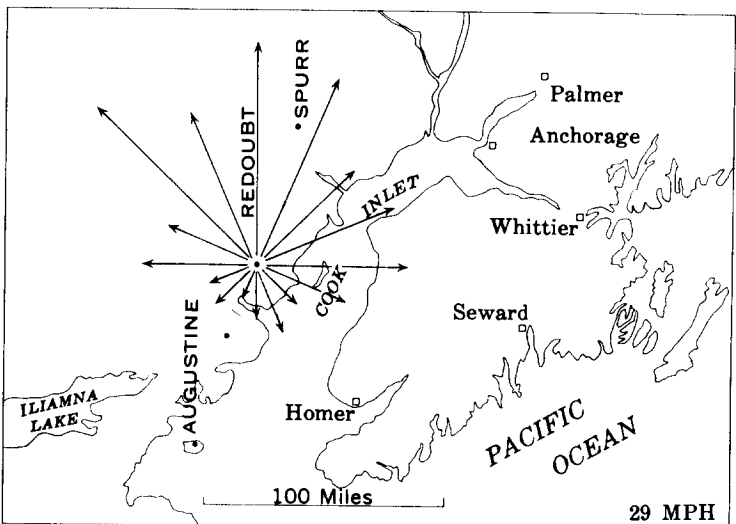 SPURR
REDOUBT
Palmer
Anchorage
INLET
Whittier
COOK
Seward
AUGUSTINE
ILIAMNA
LAKE
Homer
PACIFIC
OCEAN
100 Miles
29 MPH